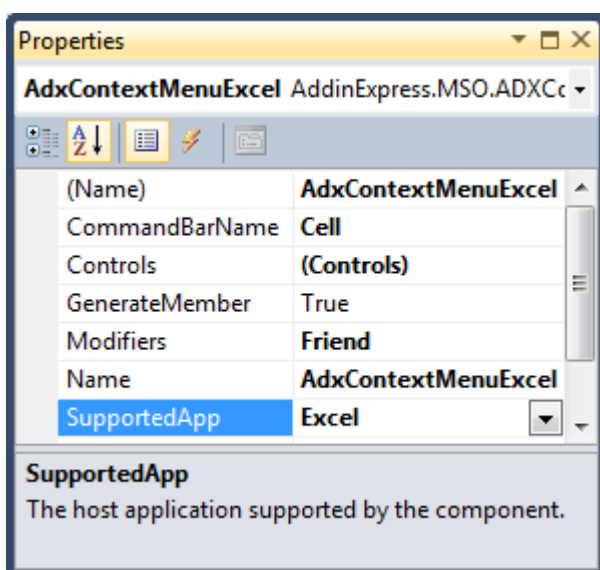 Properties
AdxContextMenuExcel AddinExpress.MSO.ADXCc
(Name) AdxContextMenuExcel
CommandBarName Cell
Controls (Controls)
GenerateMember True
Modifiers Friend
Name AdxContextMenuExcel
SupportedApp Excel
SupportedApp
The host application supported by the component.